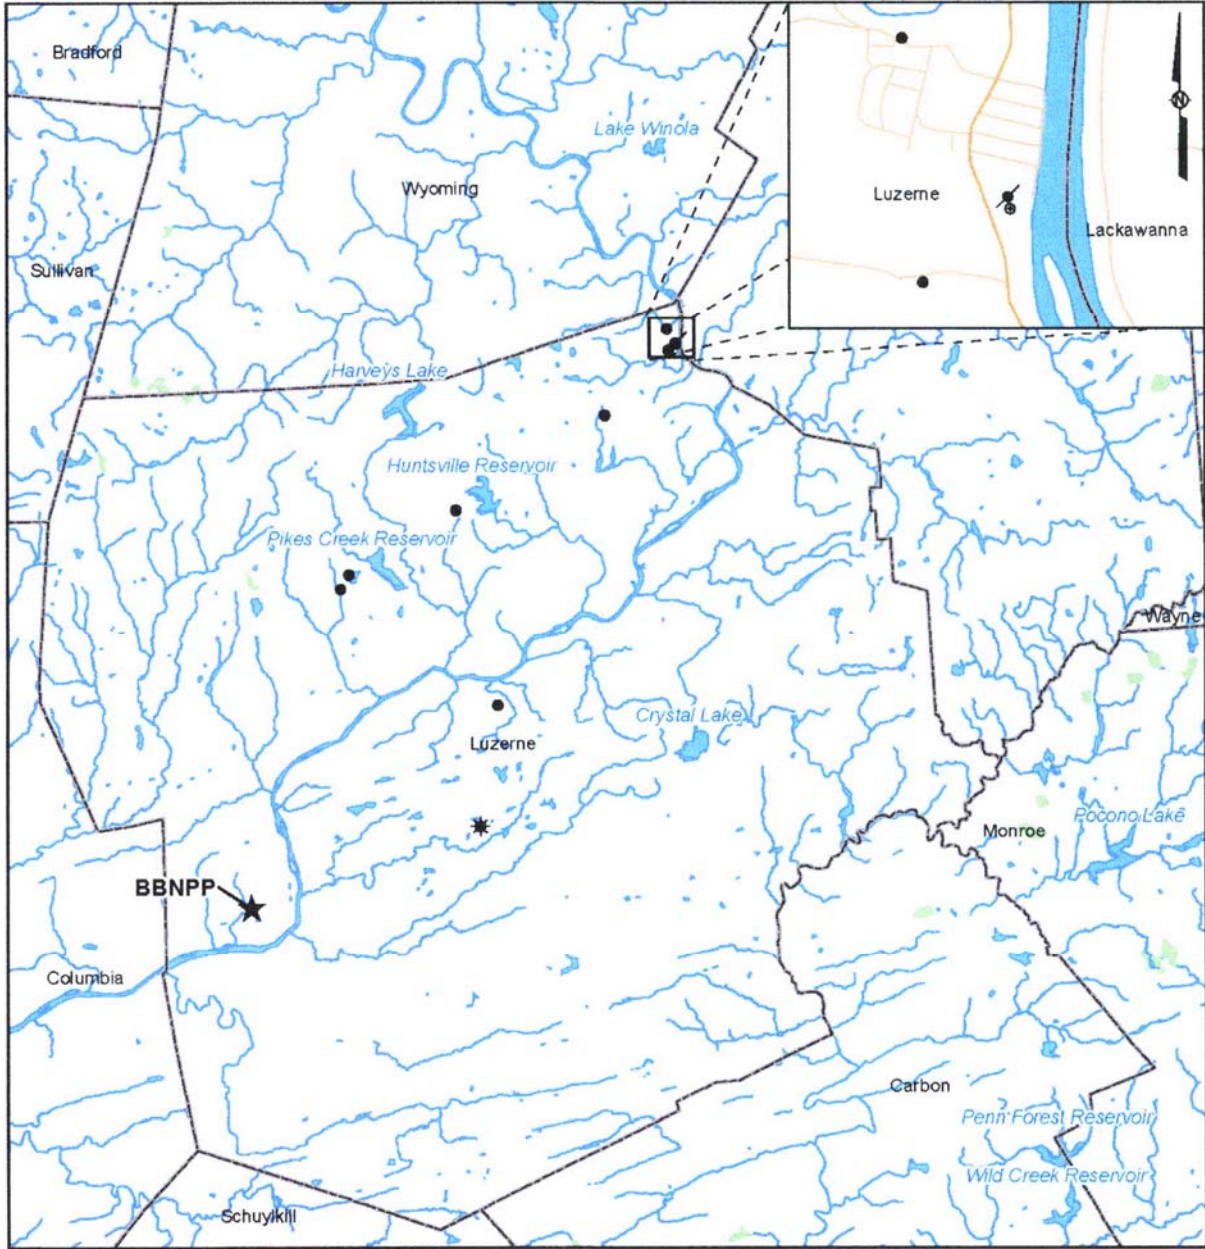 Bradford
Lake Winola
Wyoming
Luzerne
Lackawanna
N
Sullivan
Harveys Lake
Huntsville Reservoir
Pikes Creek Reservoir
Wayne
Crystal Lake
Luzerne
Monroe
Pocono Lake
BBNPP
Columbia
Carbon
Penn Forest Reservoir
Wild Creek Reservoir
Schuylkill